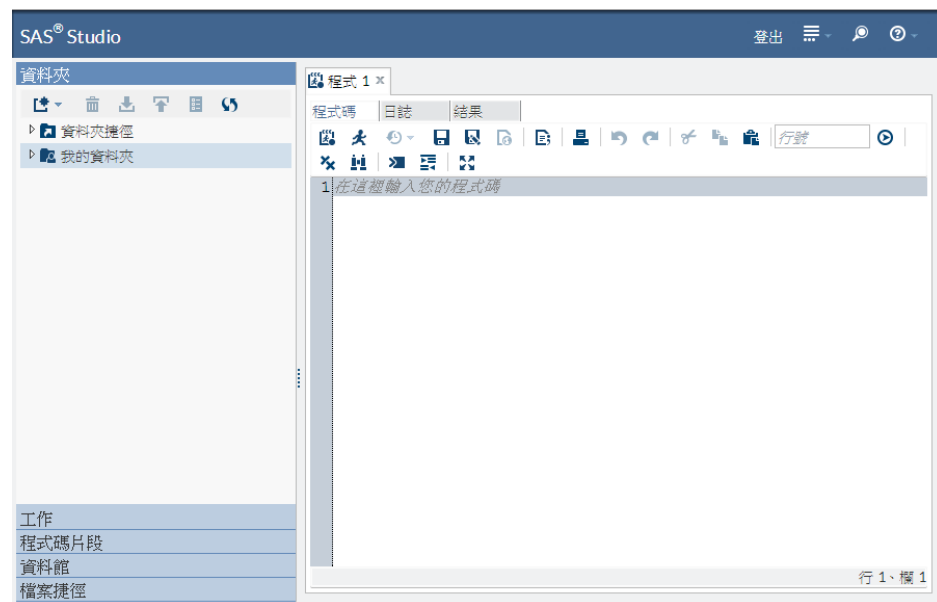 SAS® Studio
登出
資料夾
資料夾捷徑
我的資料夾
工作
程式碼片段
資料館
檔案捷徑
程式 1
程式碼 日誌 結果
行號
1 在這裡輸入您的程式碼
行 1、欄 1